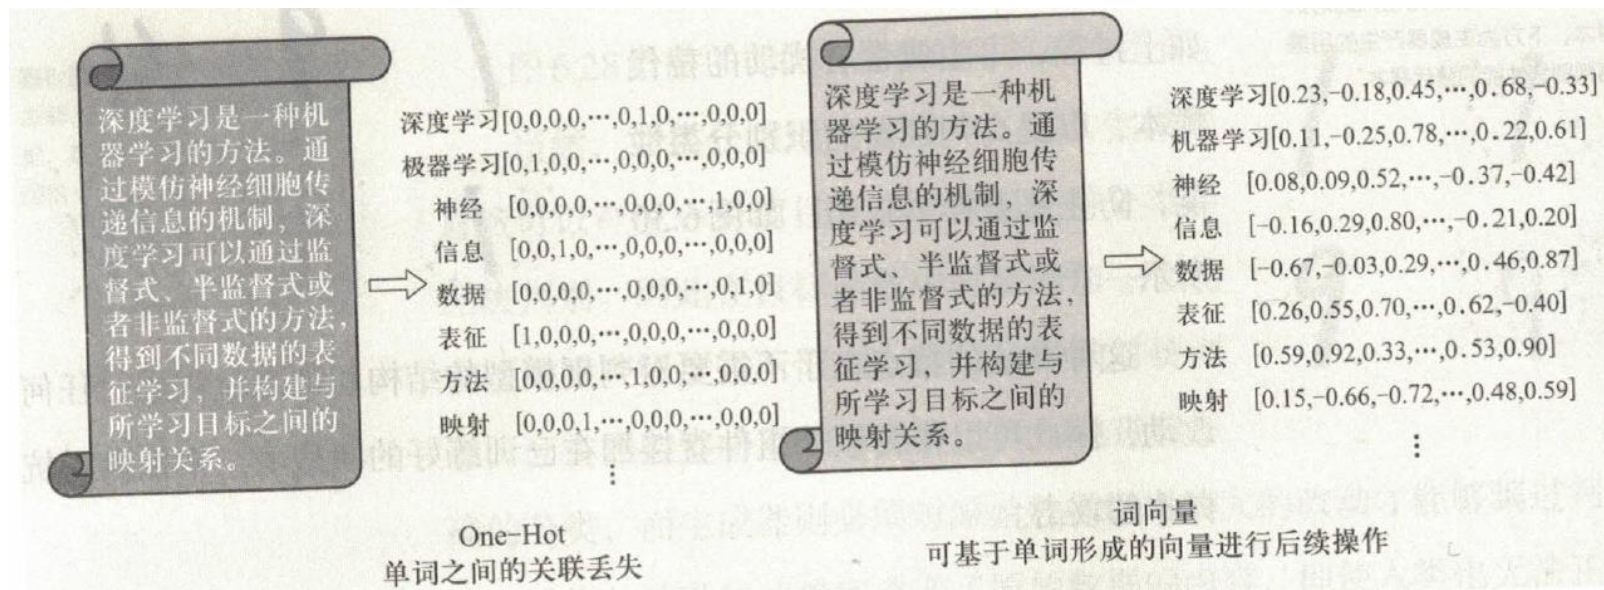 深度学习是一种机
器学习的方法。通
过模仿神经细胞传
递信息的机制，深
度学习可以通过监
督式、半监督式或
者非监督式的方法，
得到不同数据的表
征学习，并构建与
所学习目标之间的
映射关系。
深度学习[0,0,0,0,…,0,1,0,…,0,0,0]
极器学习[0,1,0,0,…,0,0,0,…,0,0,0]
神经 [0,0,0,0,…,0,0,0,…,1,0,0]
信息 [0,0,1,0,…,0,0,0,…,0,0,0]
数据 [0,0,0,0,…,0,0,0,…,0,1,0]
表征 [1,0,0,0,…,0,0,0,…,0,0,0]
方法 [0,0,0,0,…,1,0,0,…,0,0,0]
映射 [0,0,0,1,…,0,0,0,…,0,0,0]
⋮
One-Hot
单词之间的关联丢失
深度学习是一种机
器学习的方法。通
过模仿神经细胞传
递信息的机制，深
度学习可以通过监
督式、半监督式或
者非监督式的方法，
得到不同数据的表
征学习，并构建与
所学习目标之间的
映射关系。
深度学习[0.23,-0.18,0.45,…,0.68,-0.33]
机器学习[0.11,-0.25,0.78,…,0.22,0.61]
神经 [0.08,0.09,0.52,…,-0.37,-0.42]
信息 [-0.16,0.29,0.80,…,-0.21,0.20]
数据 [-0.67,-0.03,0.29,…,0.46,0.87]
表征 [0.26,0.55,0.70,…,0.62,-0.40]
方法 [0.59,0.92,0.33,…,0.53,0.90]
映射 [0.15,-0.66,-0.72,…,0.48,0.59]
⋮
词向量
可基于单词形成的向量进行后续操作